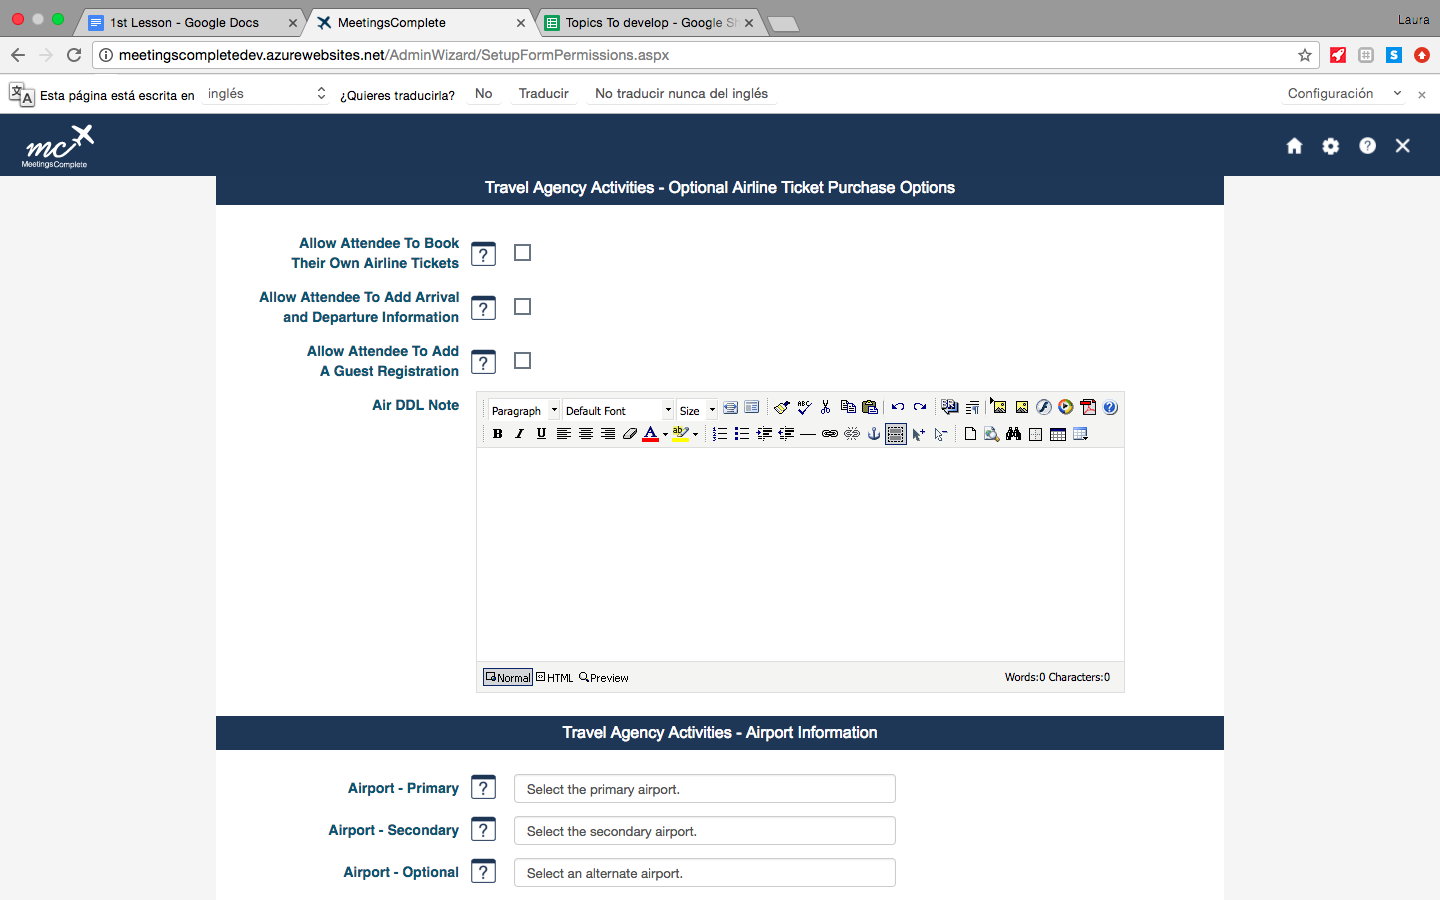 1st Lesson - Google Docs
MeetingsComplete
Topics To develop - Google Sh
Laura
meetingscompletedev.azurewebsites.net/AdminWizard/SetupFormPermissions.aspx
Esta página está escrita en inglés ¿Quieres traducirla? No Traducir No traducir nunca del inglés Configuración
mc
MeetingsComplete
Travel Agency Activities - Optional Airline Ticket Purchase Options
Allow Attendee To Book
Their Own Airline Tickets
Allow Attendee To Add Arrival
and Departure Information
Allow Attendee To Add
A Guest Registration
Air DDL Note
Paragraph Default Font Size
B I U
Normal HTML Preview Words:0 Characters:0
Travel Agency Activities - Airport Information
Airport - Primary ? Select the primary airport.
Airport - Secondary ? Select the secondary airport.
Airport - Optional ? Select an alternate airport.